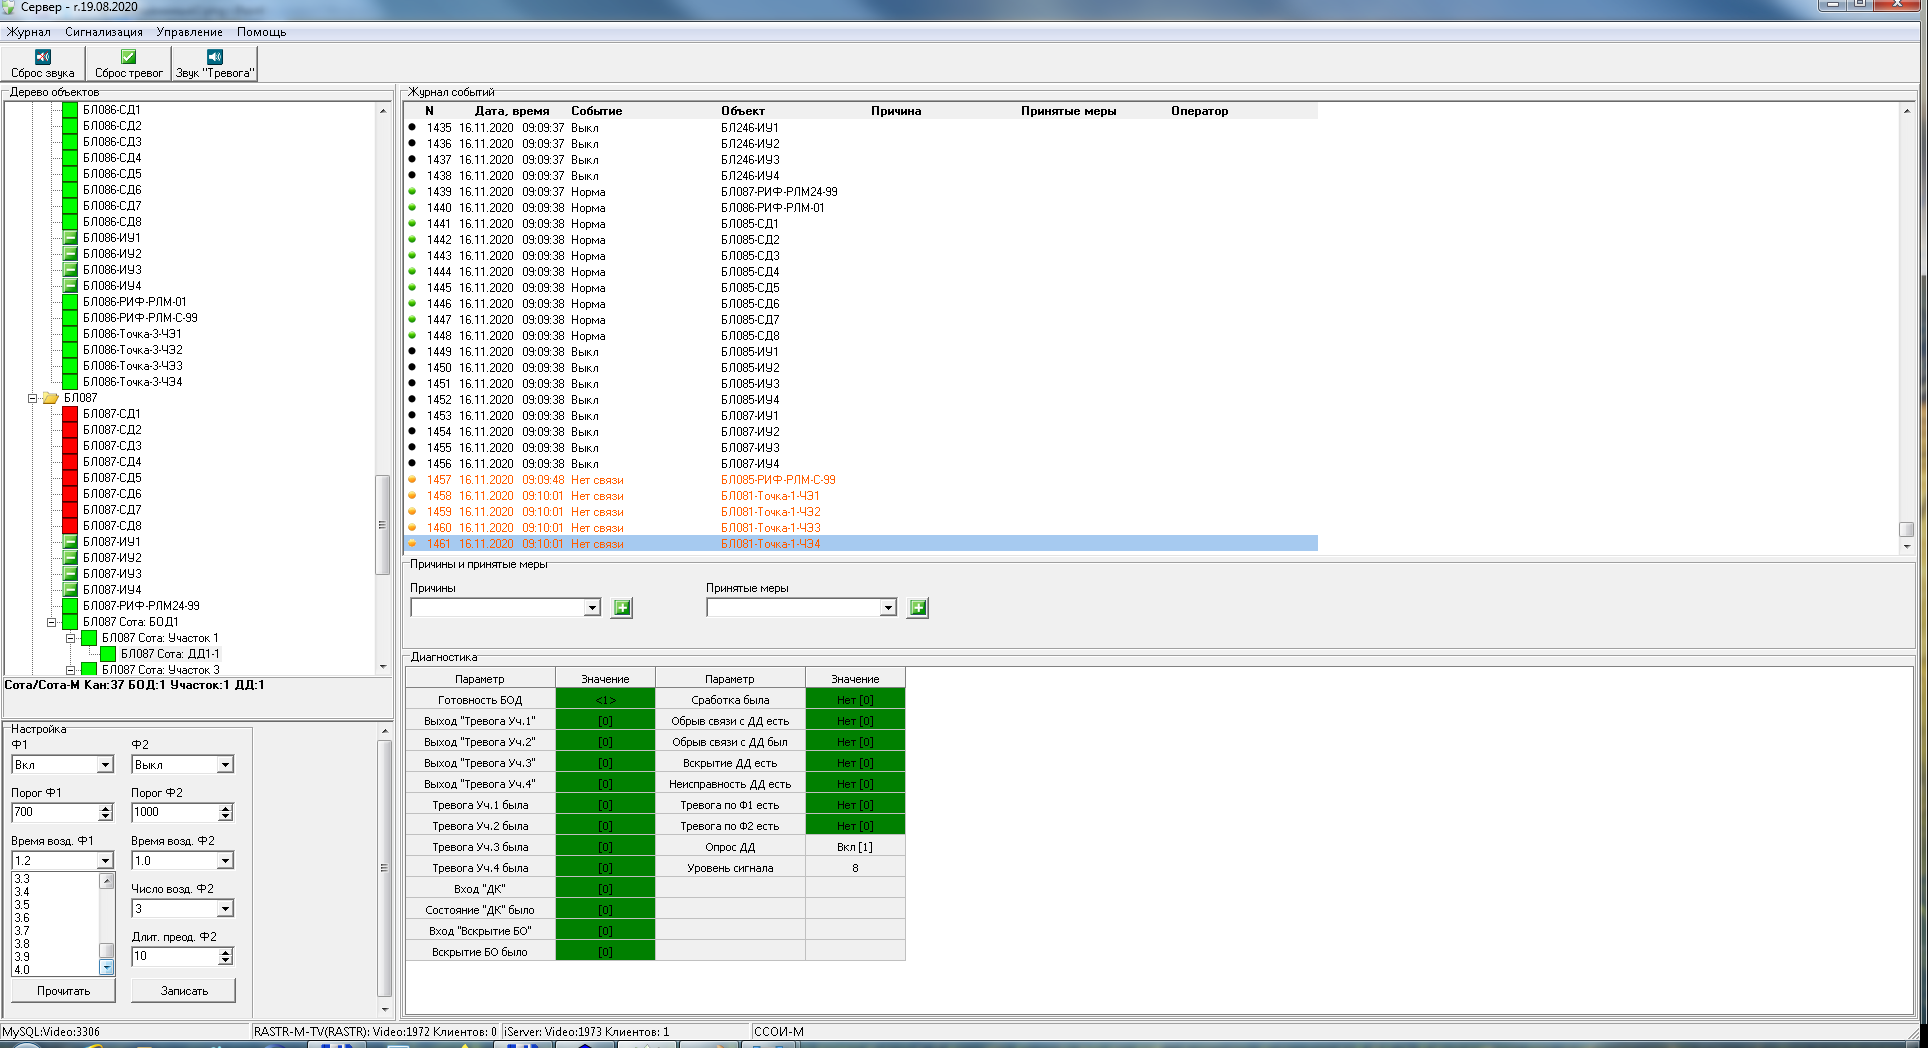 Сервер - r.19.08.2020
Журнал Сигнализация Управление Помощь
Сброс звука Сброс тревог Звук "Тревога"
Дерево объектов
БЛ086-СД1
БЛ086-СД2
БЛ086-СД3
БЛ086-СД4
БЛ086-СД5
БЛ086-СД6
БЛ086-СД7
БЛ086-СД8
БЛ086-ИУ1
БЛ086-ИУ2
БЛ086-ИУ3
БЛ086-ИУ4
БЛ086-РИФ-РЛМ-01
БЛ086-РИФ-РЛМ-С-99
БЛ086-Точка-3-ЧЭ1
БЛ086-Точка-3-ЧЭ2
БЛ086-Точка-3-ЧЭ3
БЛ086-Точка-3-ЧЭ4
БЛ087
БЛ087-СД1
БЛ087-СД2
БЛ087-СД3
БЛ087-СД4
БЛ087-СД5
БЛ087-СД6
БЛ087-СД7
БЛ087-СД8
БЛ087-ИУ1
БЛ087-ИУ2
БЛ087-ИУ3
БЛ087-ИУ4
БЛ087-РИФ-РЛМ24-99
БЛ087 Сота: БОД1
БЛ087 Сота: Участок 1
БЛ087 Сота: ДД1-1
БЛ087 Сота: Участок 3
Сота/Сота-М Кан:37 БОД:1 Участок:1 ДД:1
Настройка
Ф1 Ф2
Вкл Выкл
Порог Ф1 Порог Ф2
700 1000
Время возд. Ф1 Время возд. Ф2
1.2 1.0
3.3
3.4
3.5
3.6
3.7
3.8
3.9
4.0
Число возд. Ф2
3
Длит. преод. Ф2
10
Прочитать Записать
Журнал событий
N Дата, время Событие Объект Причина Принятые меры Оператор
1435 16.11.2020 09:09:37 Выкл БЛ246-ИУ1
1436 16.11.2020 09:09:37 Выкл БЛ246-ИУ2
1437 16.11.2020 09:09:37 Выкл БЛ246-ИУ3
1438 16.11.2020 09:09:37 Выкл БЛ246-ИУ4
1439 16.11.2020 09:09:37 Норма БЛ087-РИФ-РЛМ24-99
1440 16.11.2020 09:09:38 Норма БЛ086-РИФ-РЛМ-01
1441 16.11.2020 09:09:38 Норма БЛ085-СД1
1442 16.11.2020 09:09:38 Норма БЛ085-СД2
1443 16.11.2020 09:09:38 Норма БЛ085-СД3
1444 16.11.2020 09:09:38 Норма БЛ085-СД4
1445 16.11.2020 09:09:38 Норма БЛ085-СД5
1446 16.11.2020 09:09:38 Норма БЛ085-СД6
1447 16.11.2020 09:09:38 Норма БЛ085-СД7
1448 16.11.2020 09:09:38 Норма БЛ085-СД8
1449 16.11.2020 09:09:38 Выкл БЛ085-ИУ1
1450 16.11.2020 09:09:38 Выкл БЛ085-ИУ2
1451 16.11.2020 09:09:38 Выкл БЛ085-ИУ3
1452 16.11.2020 09:09:38 Выкл БЛ085-ИУ4
1453 16.11.2020 09:09:38 Выкл БЛ087-ИУ1
1454 16.11.2020 09:09:38 Выкл БЛ087-ИУ2
1455 16.11.2020 09:09:38 Выкл БЛ087-ИУ3
1456 16.11.2020 09:09:38 Выкл БЛ087-ИУ4
1457 16.11.2020 09:09:48 Нет связи БЛ085-РИФ-РЛМ-С-99
1458 16.11.2020 09:10:01 Нет связи БЛ081-Точка-1-ЧЭ1
1459 16.11.2020 09:10:01 Нет связи БЛ081-Точка-1-ЧЭ2
1460 16.11.2020 09:10:01 Нет связи БЛ081-Точка-1-ЧЭ3
1461 16.11.2020 09:10:01 Нет связи БЛ081-Точка-1-ЧЭ4
Причины и принятые меры
Причины Принятые меры
Диагностика
Параметр Значение Параметр Значение
Готовность БОД <1> Сработка была Нет [0]
Выход "Тревога Уч.1" [0] Обрыв связи с ДД есть Нет [0]
Выход "Тревога Уч.2" [0] Обрыв связи с ДД был Нет [0]
Выход "Тревога Уч.3" [0] Вскрытие ДД есть Нет [0]
Выход "Тревога Уч.4" [0] Неисправность ДД есть Нет [0]
Тревога Уч.1 была [0] Тревога по Ф1 есть Нет [0]
Тревога Уч.2 была [0] Тревога по Ф2 есть Нет [0]
Тревога Уч.3 была [0] Опрос ДД Вкл [1]
Тревога Уч.4 была [0] Уровень сигнала 8
Вход "ДК" [0]
Состояние "ДК" было [0]
Вход "Вскрытие БО" [0]
Вскрытие БО было [0]
MySQL:Video:3306 RASTR-M-TV(RASTR): Video:1972 Клиентов: 0 iServer: Video:1973 Клиентов: 1 ССОИ-М